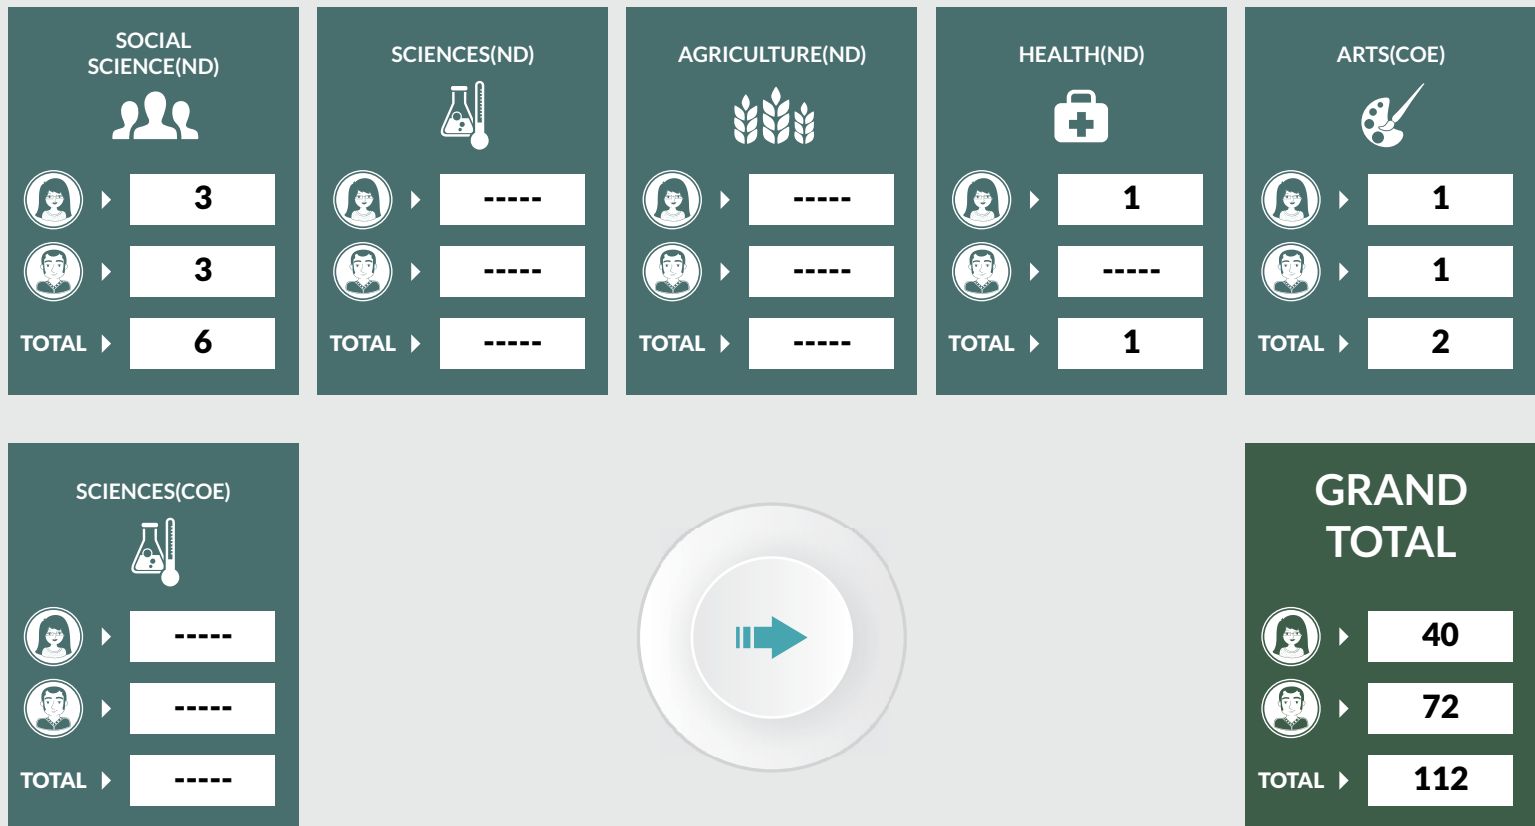 SOCIAL
SCIENCE(ND)
3
3
TOTAL 6
SCIENCES(ND)
-----
-----
TOTAL -----
AGRICULTURE(ND)
-----
-----
TOTAL -----
HEALTH(ND)
1
-----
TOTAL 1
ARTS(COE)
1
1
TOTAL 2
SCIENCES(COE)
-----
-----
TOTAL -----
GRAND
TOTAL
40
72
TOTAL 112